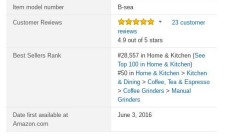 Item model number B-sea
Customer Reviews 23 customer
reviews
4.9 out of 5 stars
Best Sellers Rank #28,557 in Home & Kitchen (See
Top 100 in Home & Kitchen)
#50 in Home & Kitchen > Kitchen
& Dining > Coffee, Tea & Espresso
> Coffee Grinders > Manual
Grinders
Date first available at June 3, 2016
Amazon.com